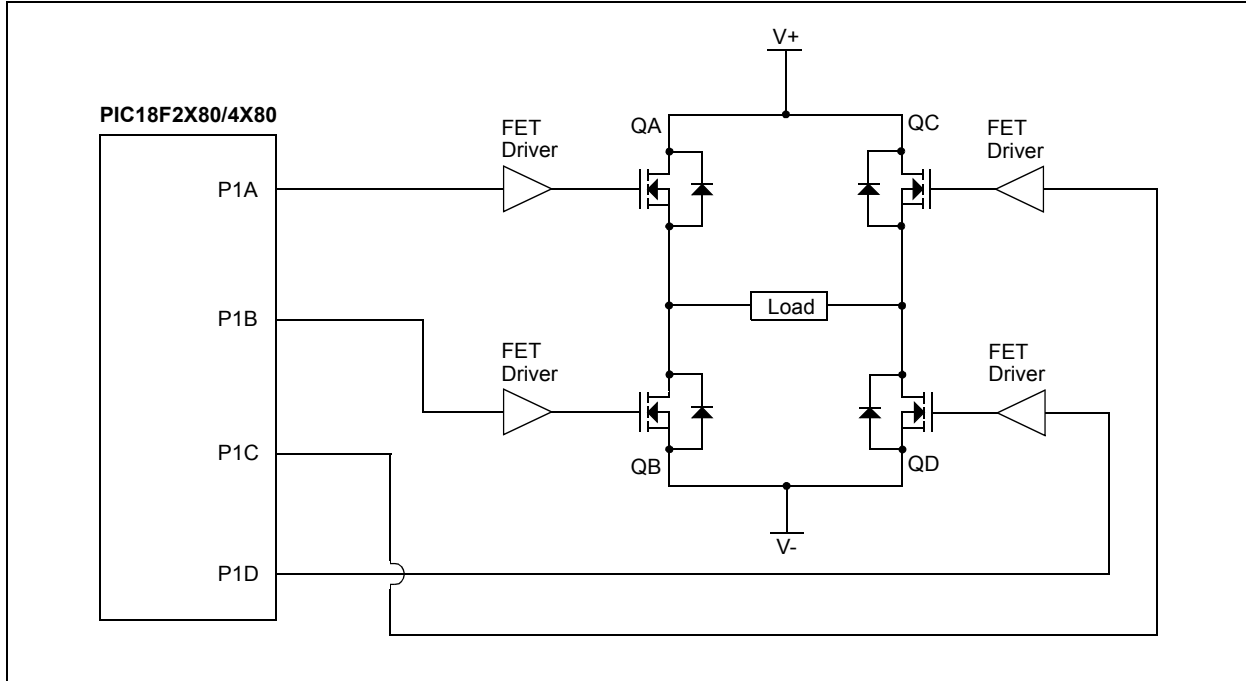 V+
PIC18F2X80/4X80
FET
Driver
QA
QC
FET
Driver
P1A
P1B
Load
FET
Driver
FET
Driver
P1C
QB
QD
V-
P1D